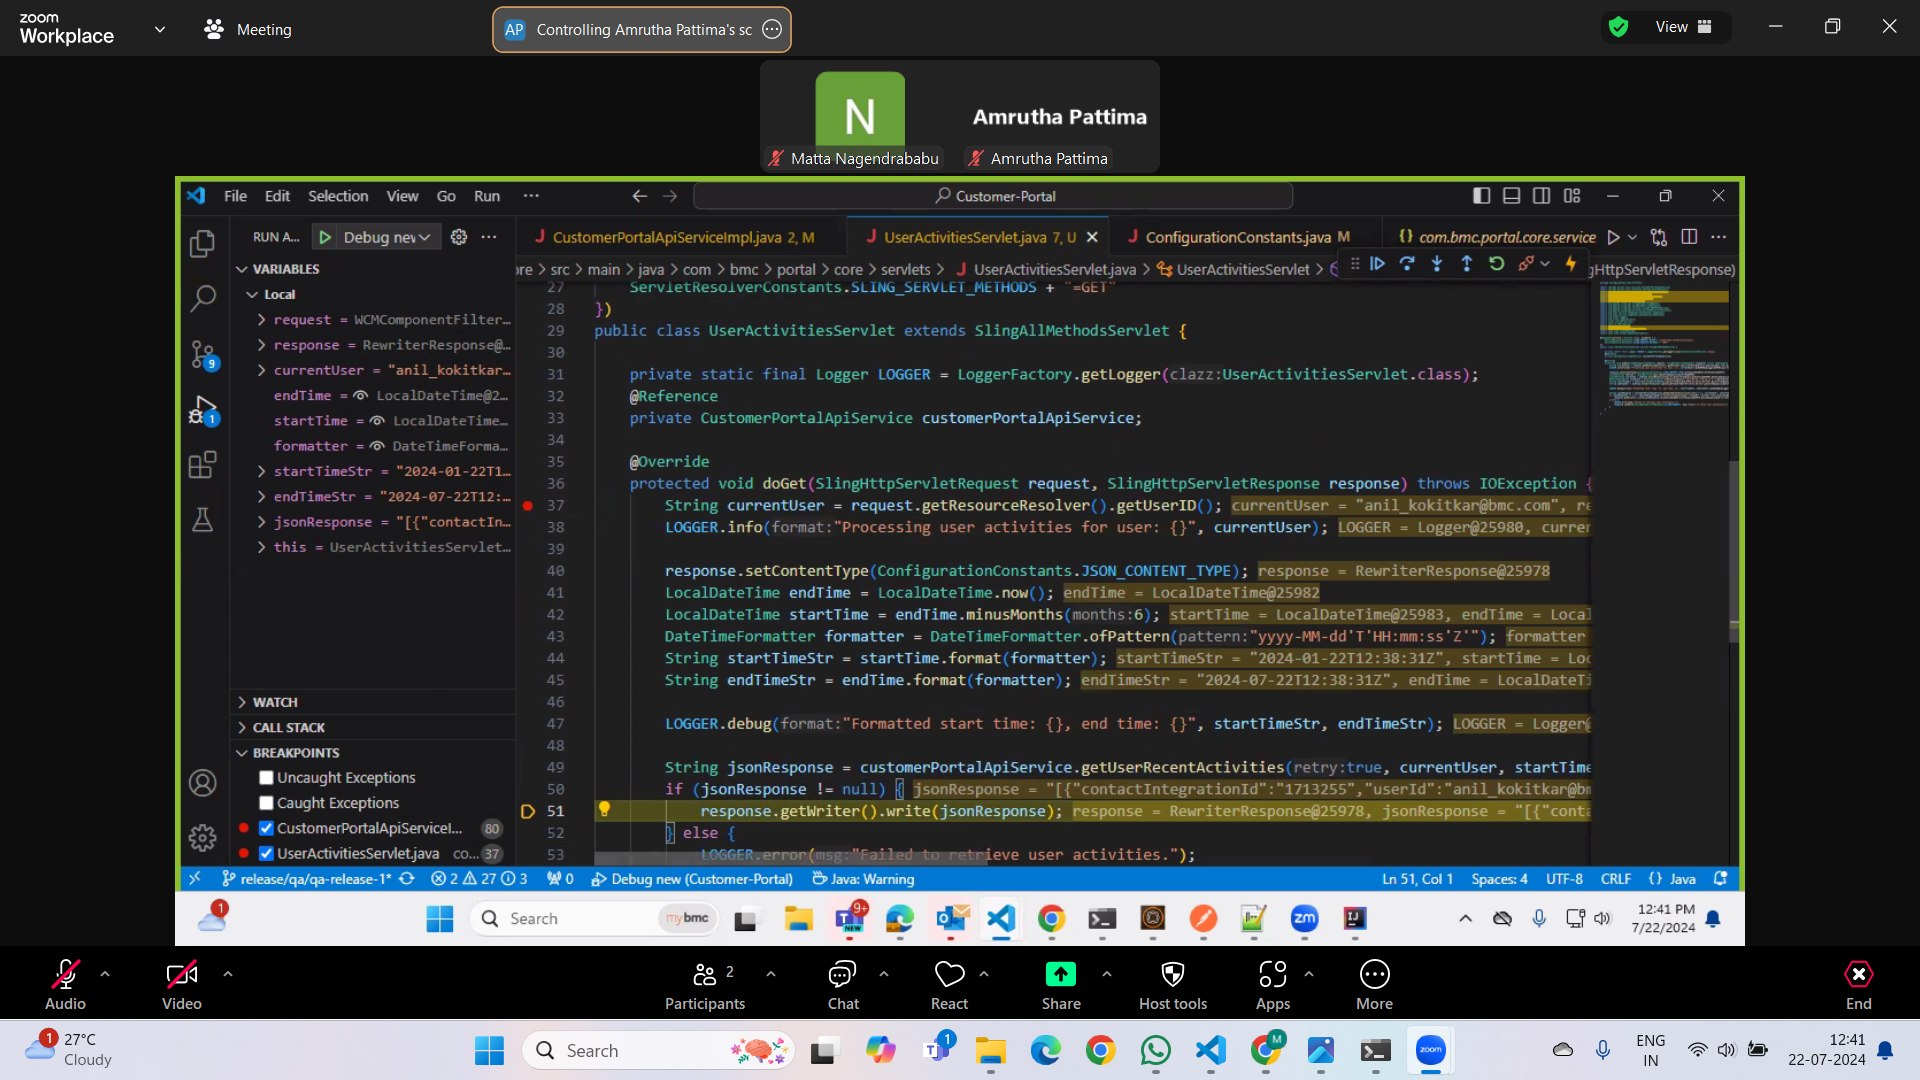 zoom
Workplace
Meeting
AP Controlling Amrutha Pattima's sc
View
N
Amrutha Pattima
Matta Nagendrababu
Amrutha Pattima
File Edit Selection View Go Run ···
Customer-Portal
RUN A... Debug nev
CustomerPortalApiServiceImpl.java 2, M
UserActivitiesServlet.java 7, U
ConfigurationConstants.java M
com.bmc.portal.core.service
VARIABLES
Local
request = WCMComponentFilter...
response = RewriterResponse@...
currentUser = "anil_kokitkar...
endTime = LocalDateTime@2...
startTime = LocalDateTime...
formatter = DateTimeForma...
startTimeStr = "2024-01-22T1...
endTimeStr = "2024-07-22T12:...
jsonResponse = "[{"contactIn...
this = UserActivitiesServlet...
WATCH
CALL STACK
BREAKPOINTS
Uncaught Exceptions
Caught Exceptions
CustomerPortalApiServiceI... 80
UserActivitiesServlet.java co... 37
9
1
ore > src > main > java > com > bmc > portal > core > servlets > UserActivitiesServlet.java > UserActivitiesServlet > gHttpServletResponse)
27 ServletResolverConstants.SLING_SERVLET_METHODS + "=GET"
28 })
29 public class UserActivitiesServlet extends SlingAllMethodsServlet {
30
31 private static final Logger LOGGER = LoggerFactory.getLogger(clazz:UserActivitiesServlet.class);
32 @Reference
33 private CustomerPortalApiService customerPortalApiService;
34
35 @Override
36 protected void doGet(SlingHttpServletRequest request, SlingHttpServletResponse response) throws IOException {
37 String currentUser = request.getResourceResolver().getUserID(); currentUser = "anil_kokitkar@bmc.com", re
38 LOGGER.info(format:"Processing user activities for user: {}", currentUser); LOGGER = Logger@25980, curren
39
40 response.setContentType(ConfigurationConstants.JSON_CONTENT_TYPE); response = RewriterResponse@25978
41 LocalDateTime endTime = LocalDateTime.now(); endTime = LocalDateTime@25982
42 LocalDateTime startTime = endTime.minusMonths(months:6); startTime = LocalDateTime@25983, endTime = Local
43 DateTimeFormatter formatter = DateTimeFormatter.ofPattern(pattern:"yyyy-MM-dd'T'HH:mm:ss'Z'"); formatter
44 String startTimeStr = startTime.format(formatter); startTimeStr = "2024-01-22T12:38:31Z", startTime = Loc
45 String endTimeStr = endTime.format(formatter); endTimeStr = "2024-07-22T12:38:31Z", endTime = LocalDateTi
46
47 LOGGER.debug(format:"Formatted start time: {}, end time: {}", startTimeStr, endTimeStr); LOGGER = Logger@
48
49 String jsonResponse = customerPortalApiService.getUserRecentActivities(retry:true, currentUser, startTime
50 if (jsonResponse != null) { jsonResponse = "[{"contactIntegrationId":"1713255","userId":"anil_kokitkar@bm
51 response.getWriter().write(jsonResponse); response = RewriterResponse@25978, jsonResponse = "[{"conta
52 } else {
53 LOGGER.error(msg:"Failed to retrieve user activities.");
release/qa/qa-release-1* 2 27 3 0 Debug new (Customer-Portal) Java: Warning Ln 51, Col 1 Spaces: 4 UTF-8 CRLF {} Java
1
Search
my bmc
9+
NEW
zm
12:41 PM
7/22/2024
Audio
Video
Participants 2
Chat
React
Share
Host tools
Apps
More
End
1
27°C
Cloudy
Search
1
M
zoom
ENG
IN
12:41
22-07-2024